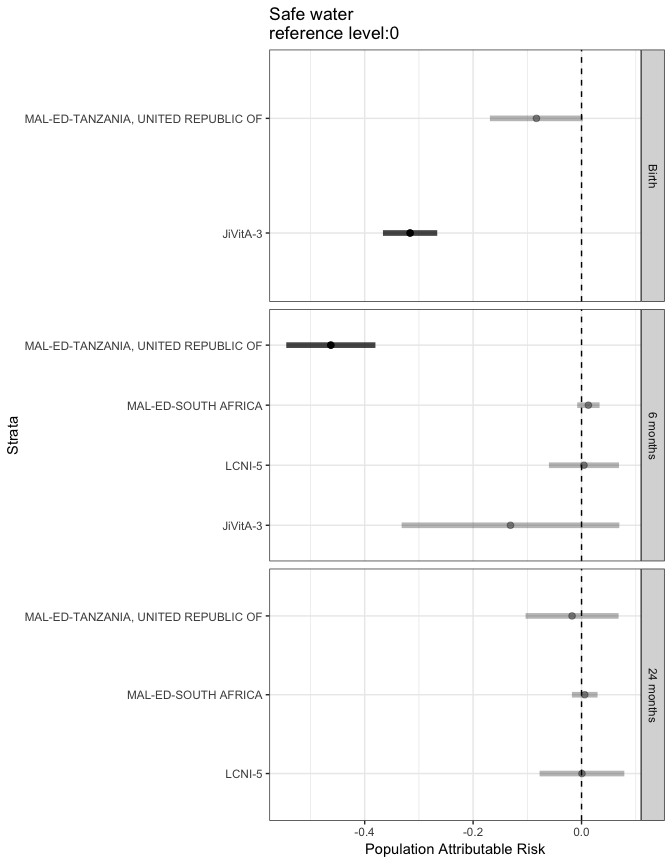 Safe water
reference level:0
MAL-ED-TANZANIA, UNITED REPUBLIC OF
JiVitA-3
Birth
MAL-ED-TANZANIA, UNITED REPUBLIC OF
MAL-ED-SOUTH AFRICA
LCNI-5
JiVitA-3
6 months
Strata
MAL-ED-TANZANIA, UNITED REPUBLIC OF
MAL-ED-SOUTH AFRICA
LCNI-5
24 months
-0.4 -0.2 0.0
Population Attributable Risk